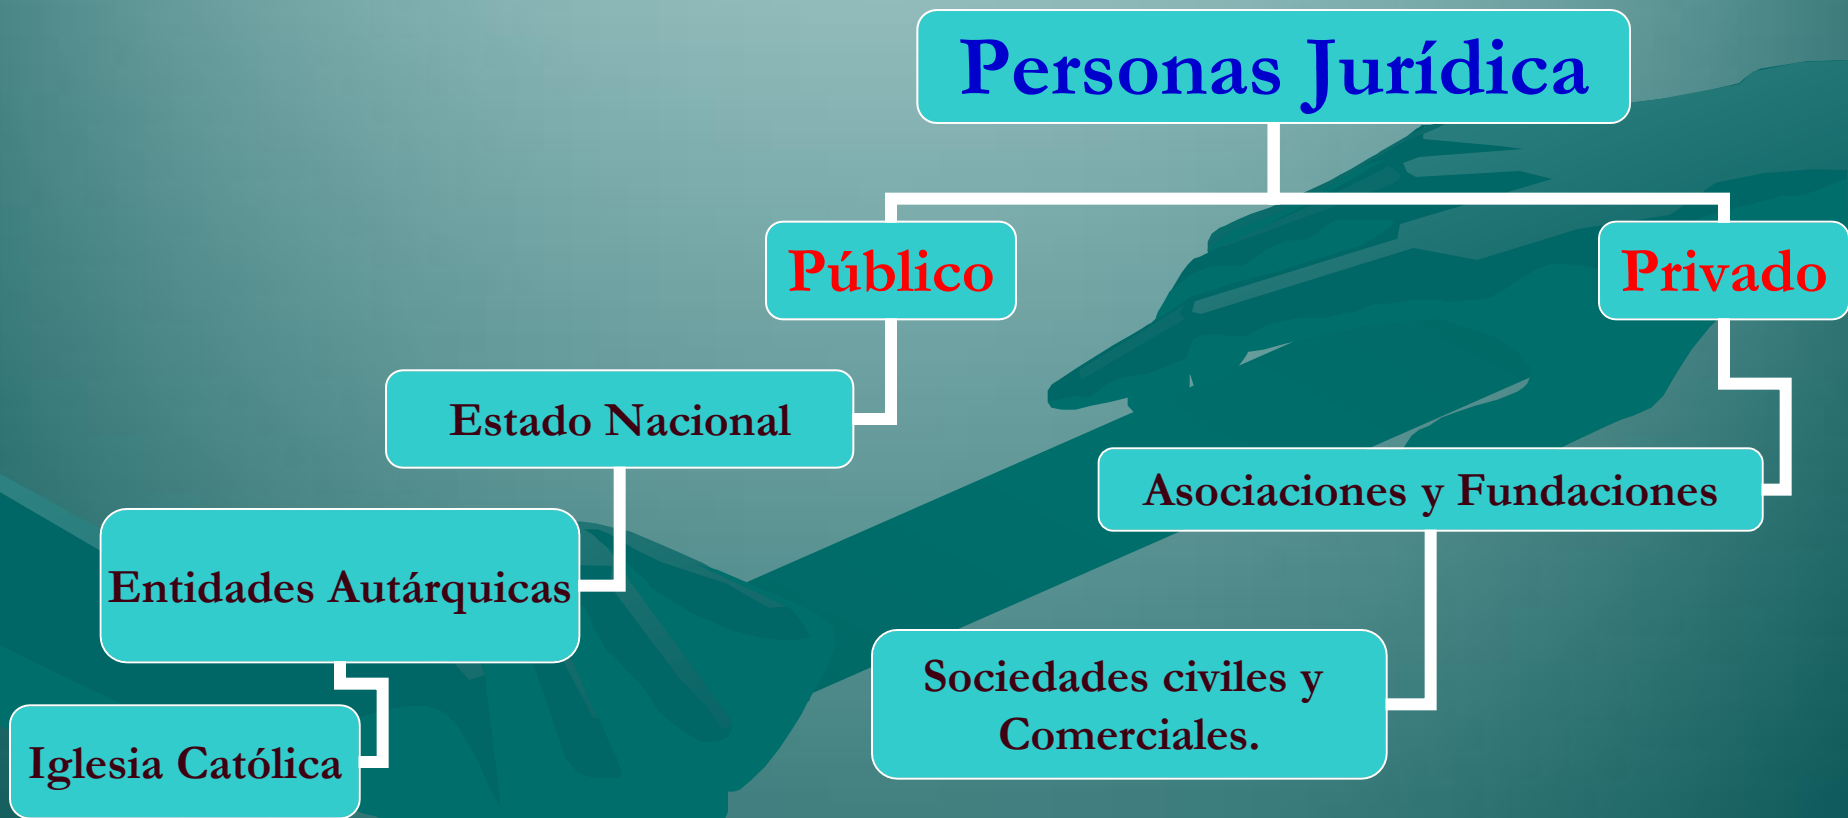 Personas Jurídica
Público
Privado
Estado Nacional
Asociaciones y Fundaciones
Entidades Autárquicas
Sociedades civiles y
Comerciales.
Iglesia Católica